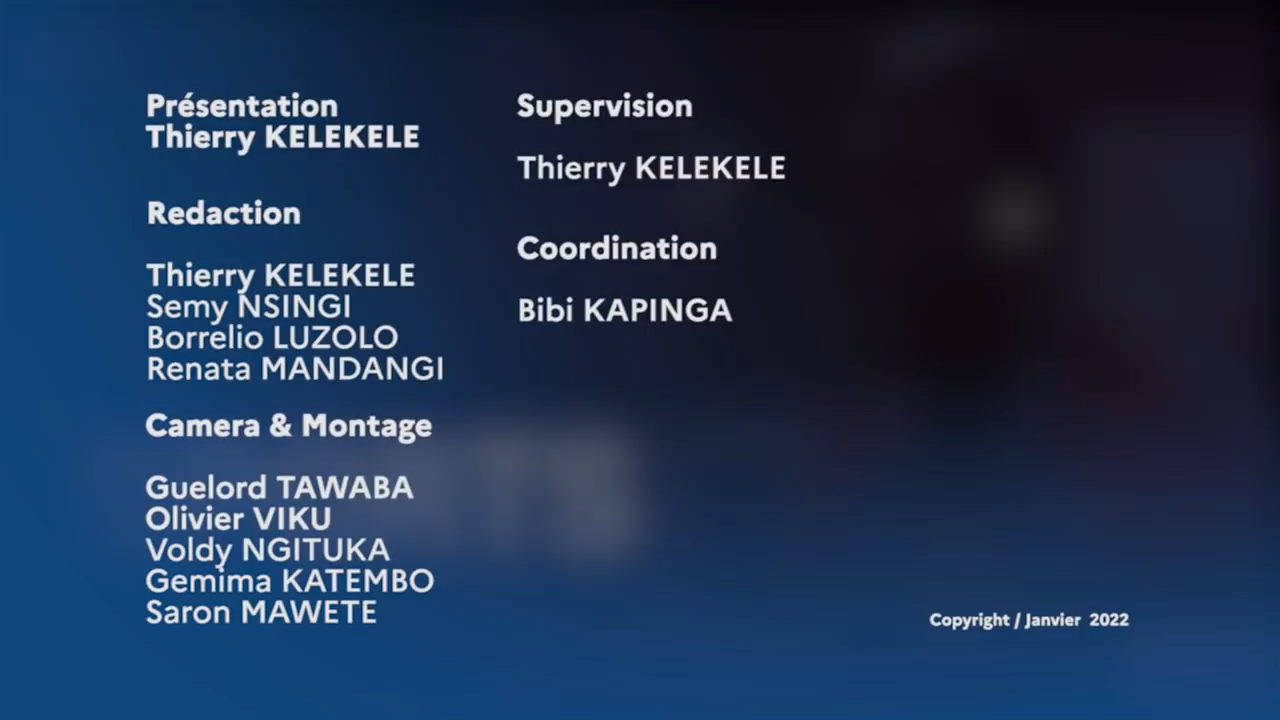 Présentation
Thierry KELEKELE
Redaction
Thierry KELEKELE
Semy NSINGI
Borrelio LUZOLO
Renata MANDANGI
Camera & Montage
Guelord TAWABA
Olivier VIKU
Voldy NGITUKA
Gemima KATEMBO
Saron MAWETE
Supervision
Thierry KELEKELE
Coordination
Bibi KAPINGA
Copyright / Janvier 2022